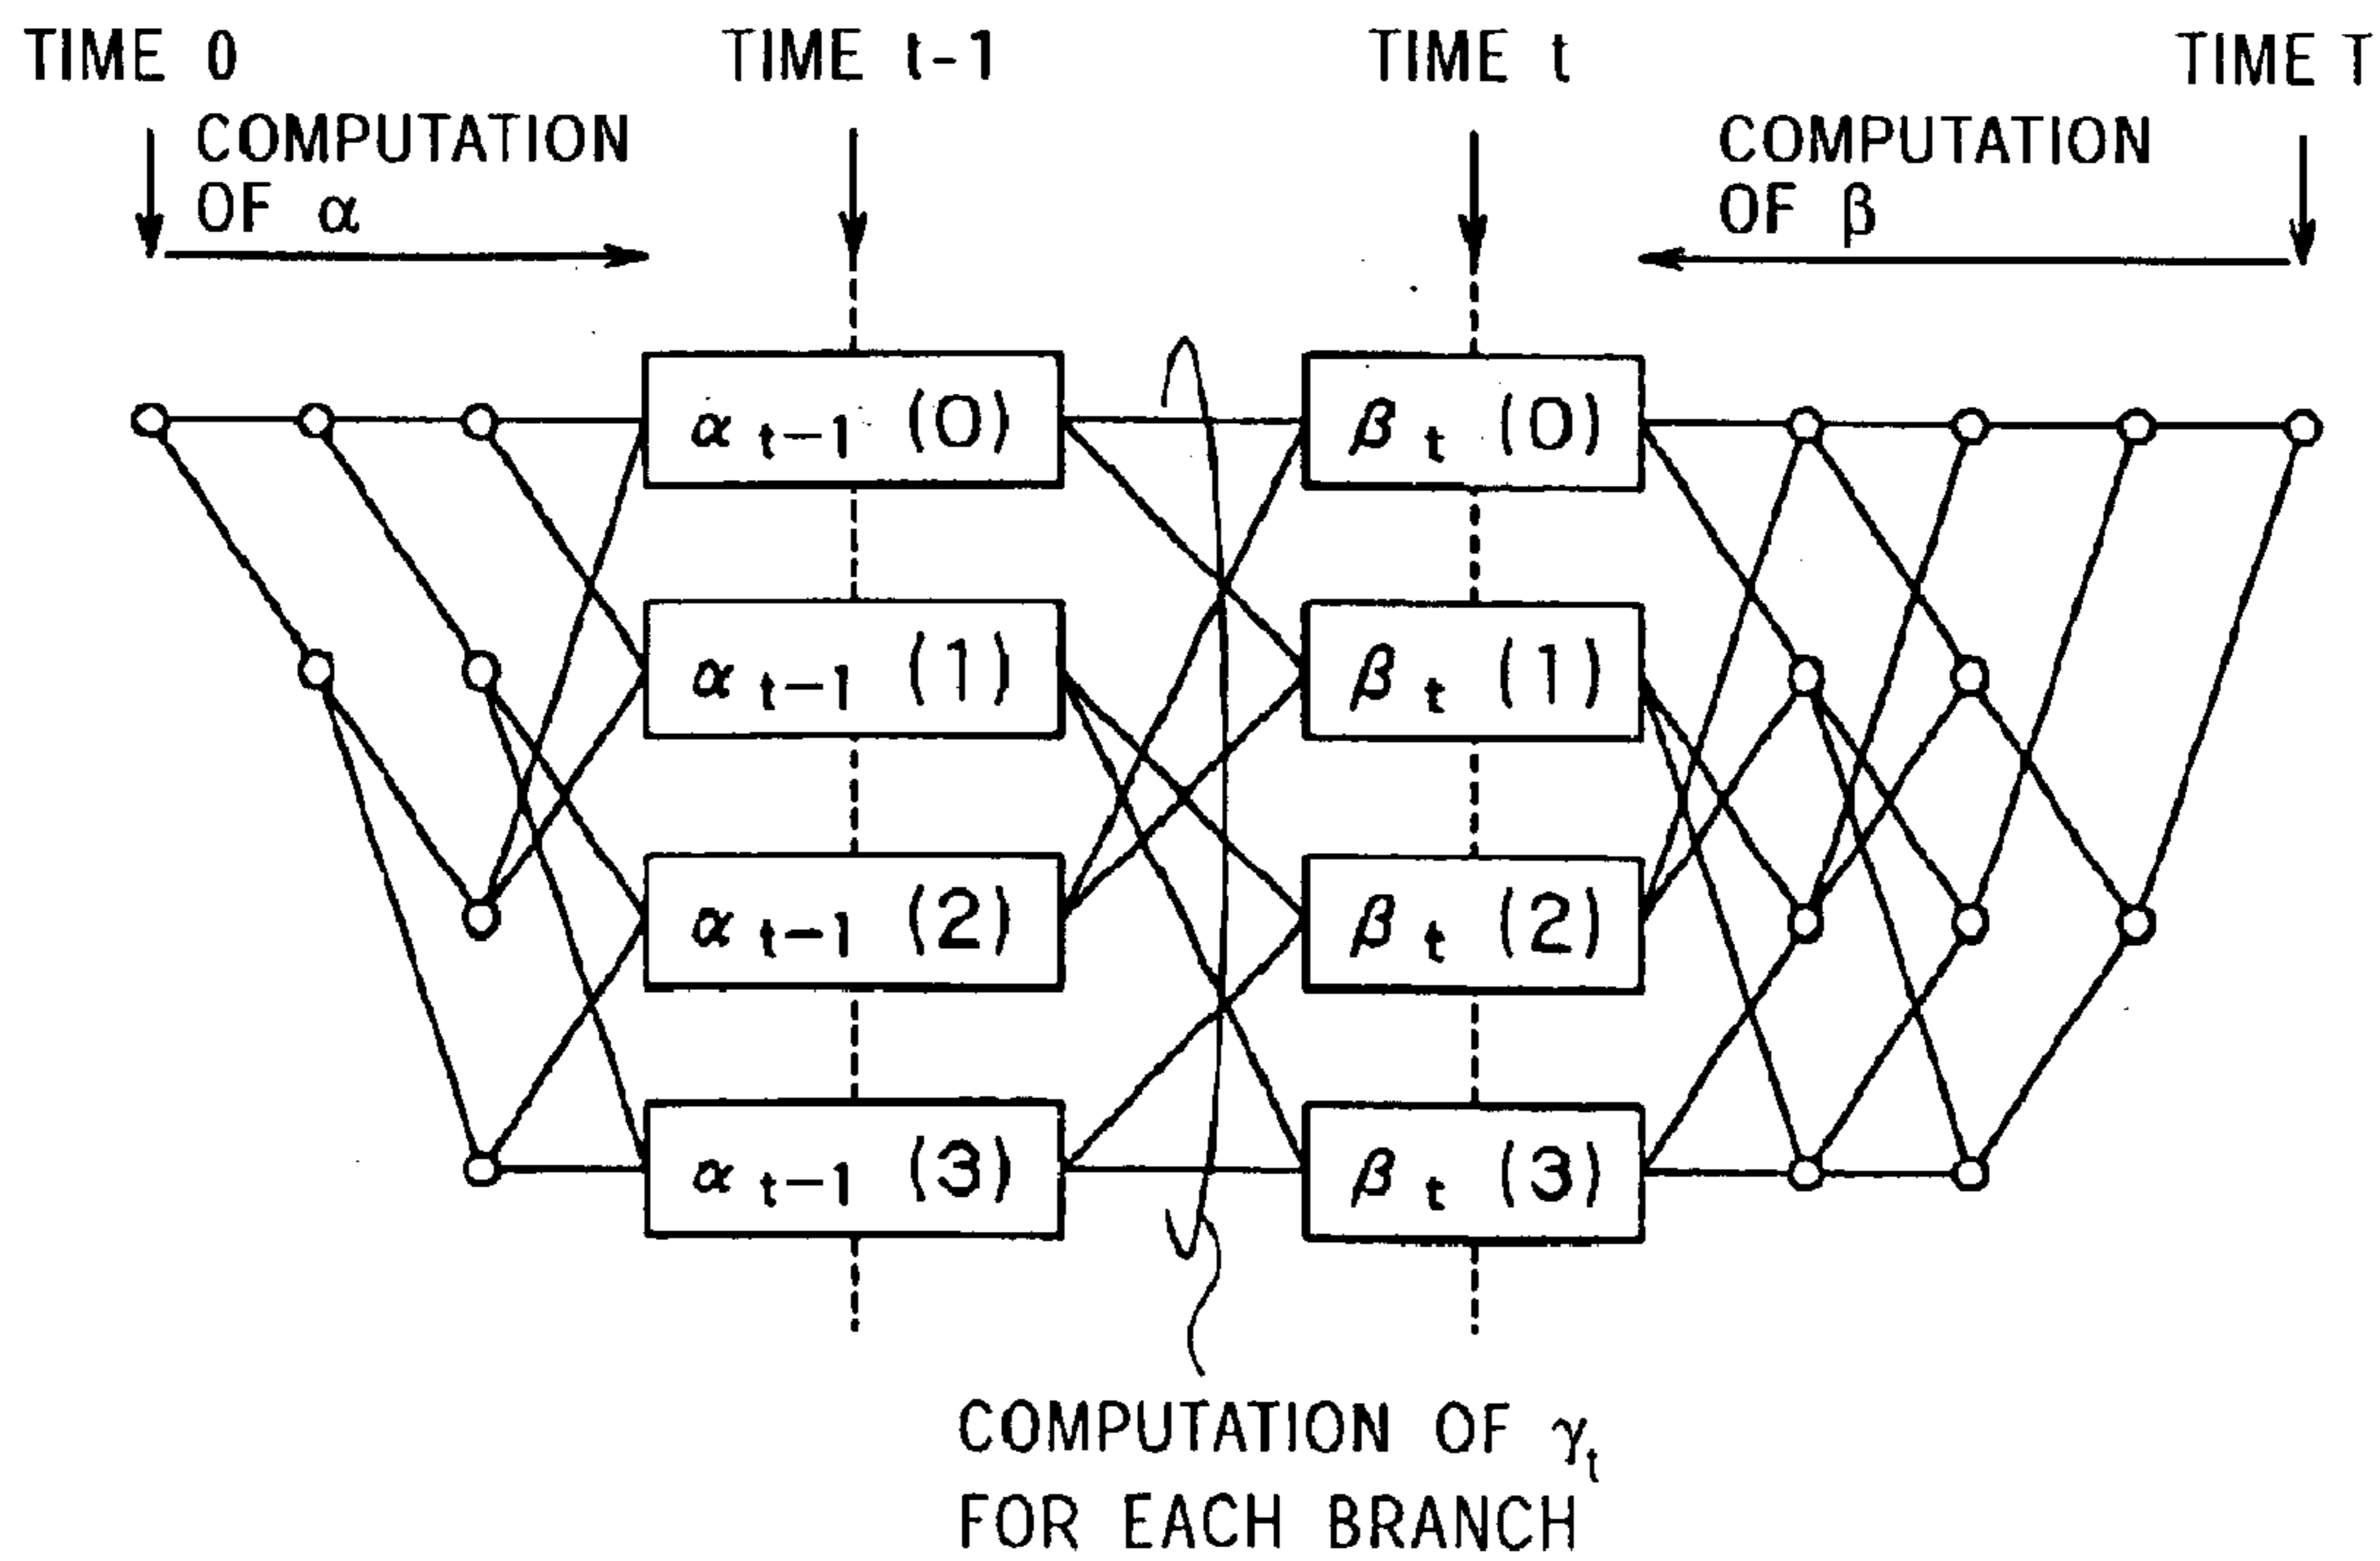 TIME 0
TIME t-1
TIME t
TIME T
COMPUTATION
OF α
COMPUTATION
OF β
α t-1 (0)
β t (0)
α t-1 (1)
β t (1)
α t-1 (2)
β t (2)
α t-1 (3)
β t (3)
COMPUTATION OF γt
FOR EACH BRANCH